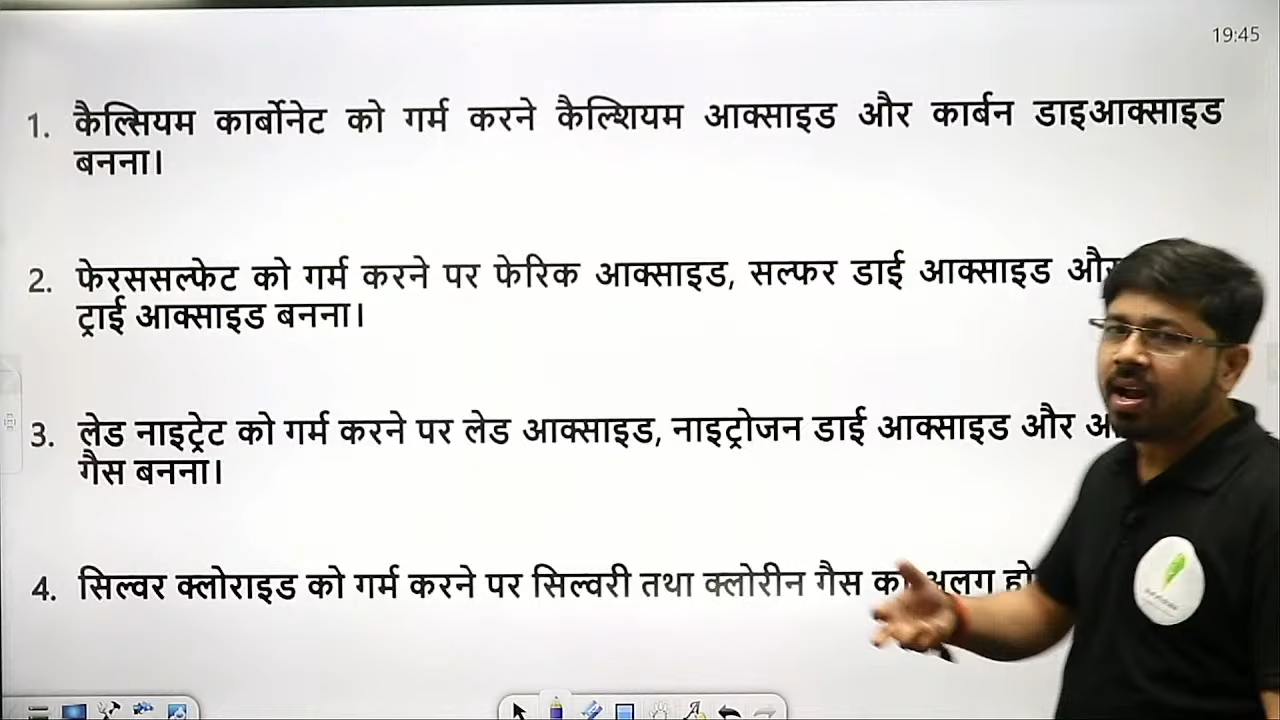 19:45
1. कैल्सियम कार्बोनेट को गर्म करने कैल्शियम आक्साइड और कार्बन डाइआक्साइड
बनना।
2. फेरससल्फेट को गर्म करने पर फेरिक आक्साइड, सल्फर डाई आक्साइड और
ट्राई आक्साइड बनना।
3. लेड नाइट्रेट को गर्म करने पर लेड आक्साइड, नाइट्रोजन डाई आक्साइड और
गैस बनना।
4. सिल्वर क्लोराइड को गर्म करने पर सिल्वरी तथा क्लोरीन गैस का अलग